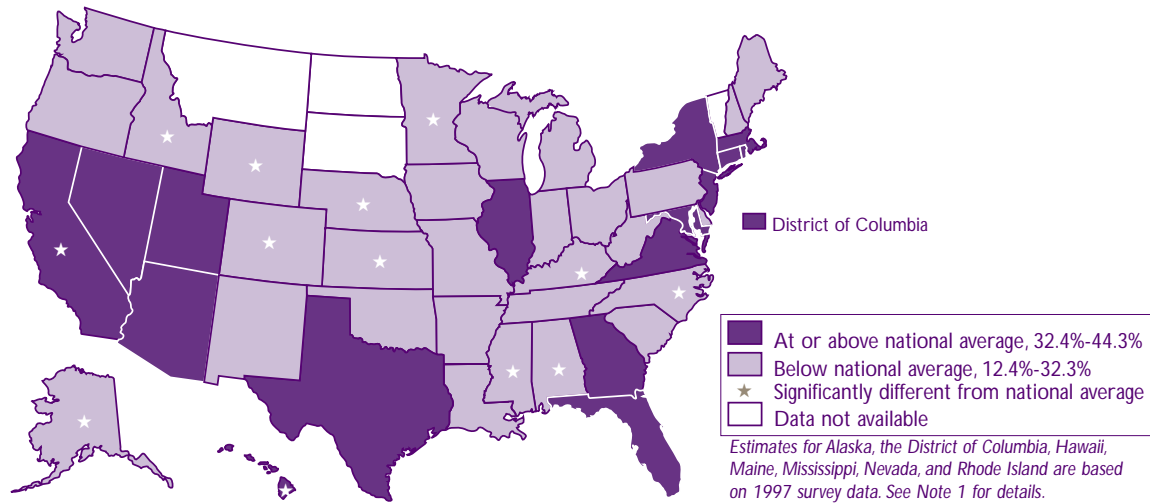 District of Columbia
At or above national average, 32.4%-44.3%
Below national average, 12.4%-32.3%
Significantly different from national average
Data not available
Estimates for Alaska, the District of Columbia, Hawaii,
Maine, Mississippi, Nevada, and Rhode Island are based
on 1997 survey data. See Note 1 for details.